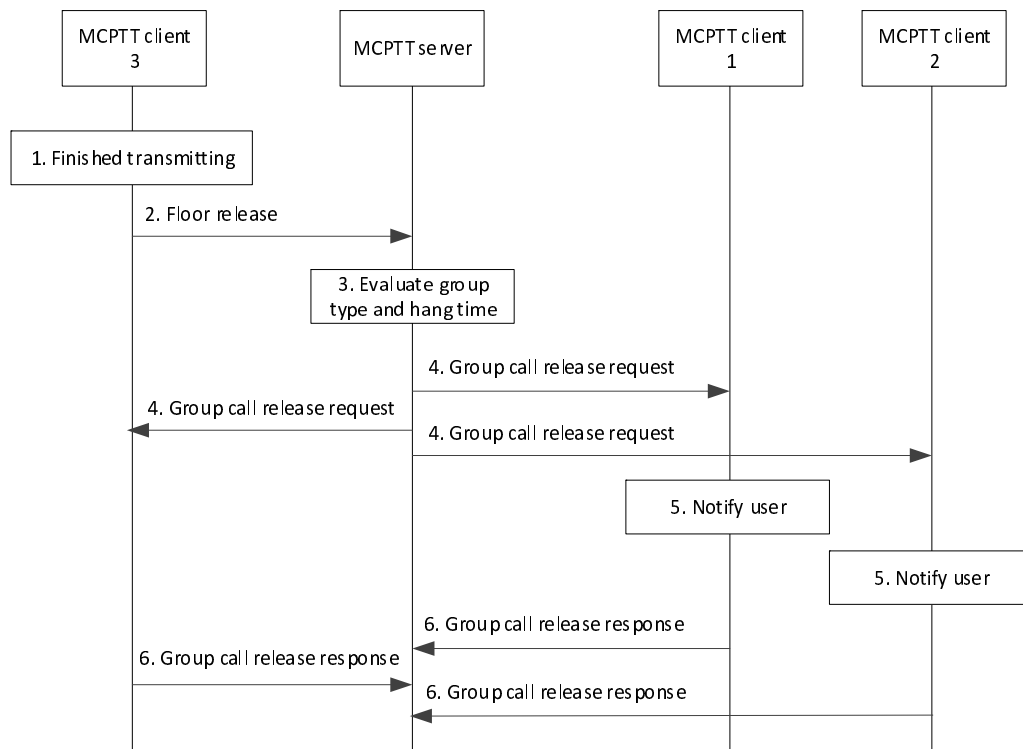 MCPTT client
3
MCPTT server
MCPTT client
1
MCPTT client
2
1. Finished transmitting
2. Floor release
3. Evaluate group
type and hang time
4. Group call release request
4. Group call release request
4. Group call release request
5. Notify user
5. Notify user
6. Group call release response
6. Group call release response
6. Group call release response